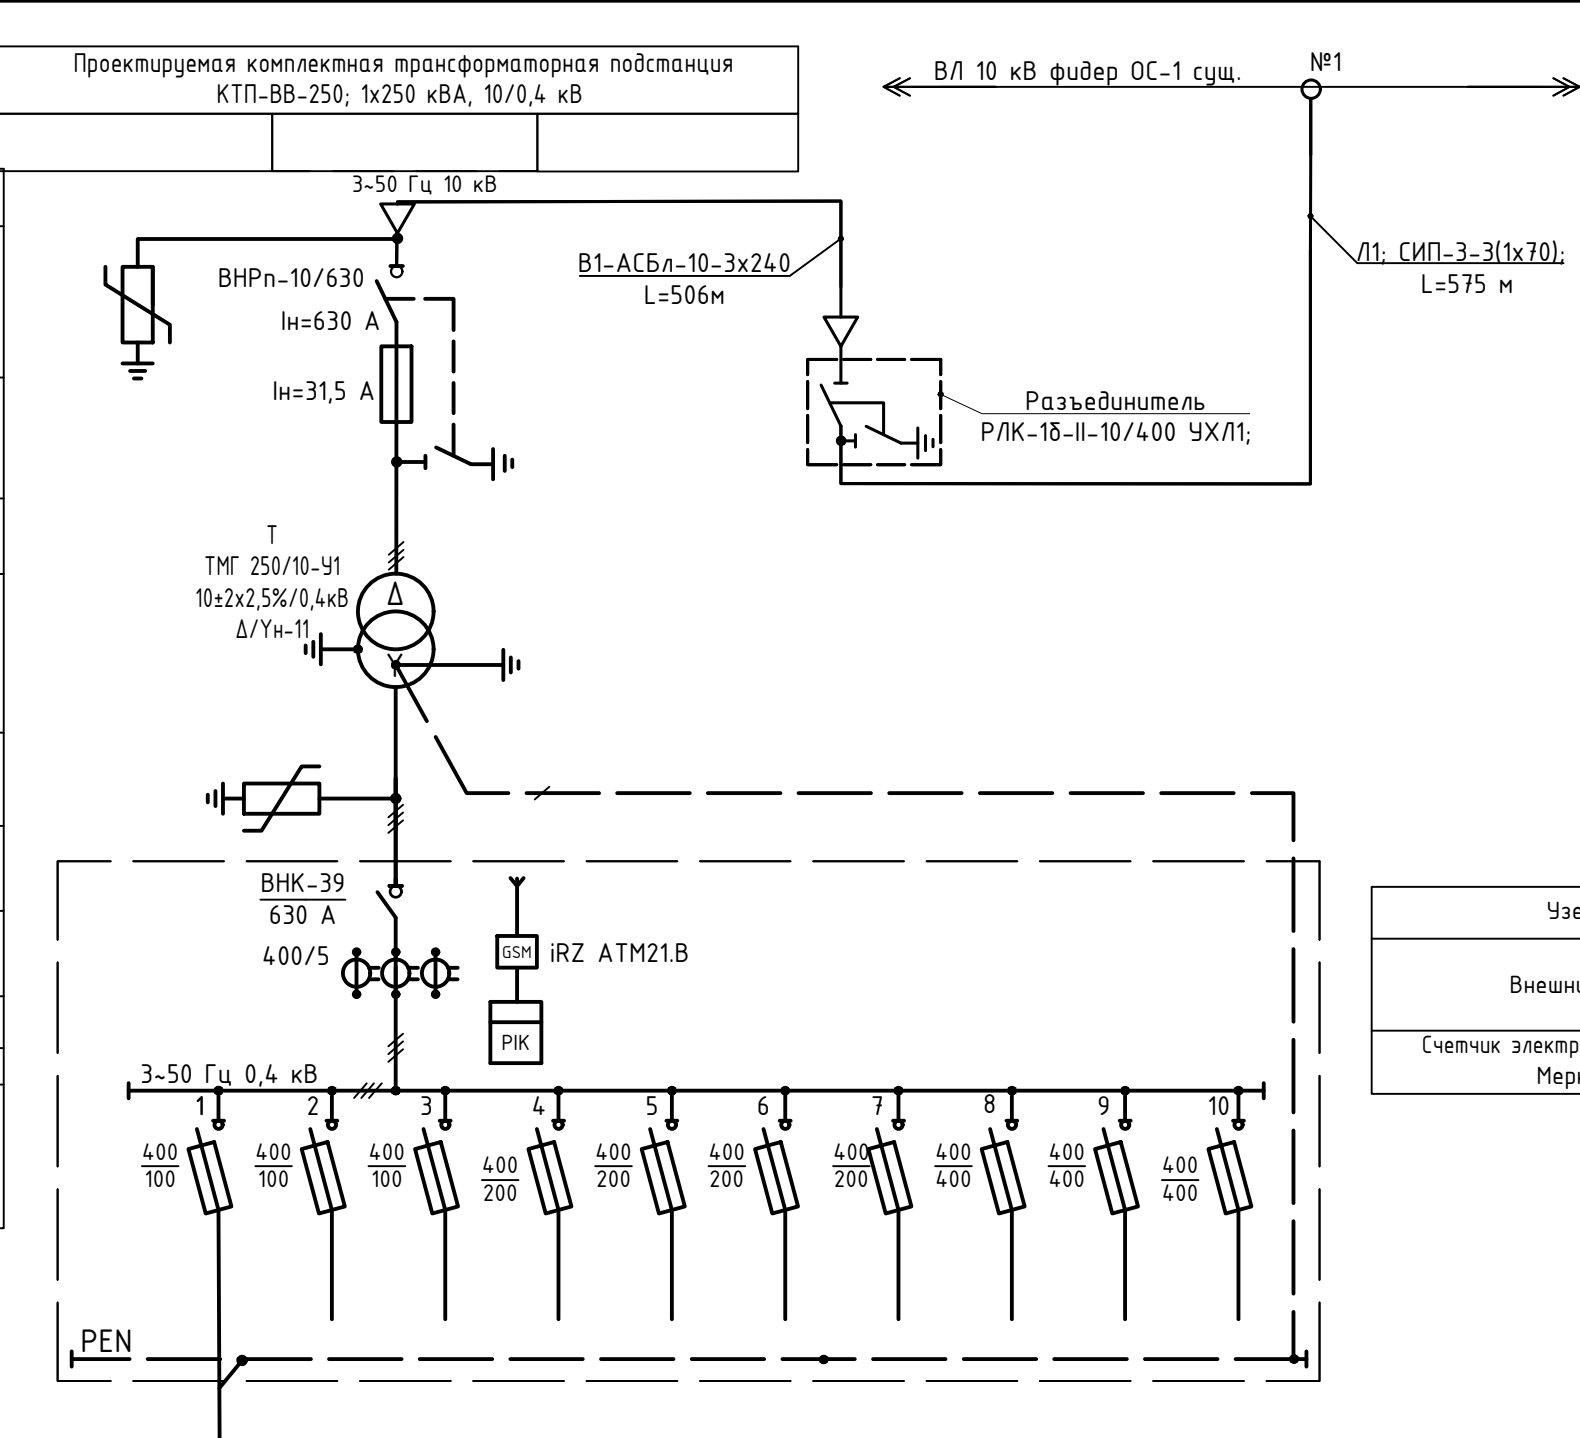 Проектируемая комплектная трансформаторная подстанция
КТП-ВВ-250; 1х250 кВА, 10/0,4 кВ
ВЛ 10 кВ фидер ОС-1 сущ.
№1
3~50 Гц 10 кВ
ВНРп-10/630
Iн=630 А
Iн=31,5 А
В1-АСБл-10-3х240
L=506м
Л1; СИП-3-3(1х70);
L=575 м
Разъединитель
РЛК-1б-II-10/400 УХЛ1;
Т
ТМГ 250/10-У1
10±2х2,5%/0,4кВ
Δ/Yн-11
Δ
Y
ВНК-39
630 А
400/5
GSM
iRZ ATM21.B
PIK
Узе
Внешни
Счетчик электр
Мерк
3~50 Гц 0,4 кВ
1 2 3 4 5 6 7 8 9 10
400 400 400 400 400 400 400 400 400 400
100 100 100 200 200 200 200 400 400 400
PEN